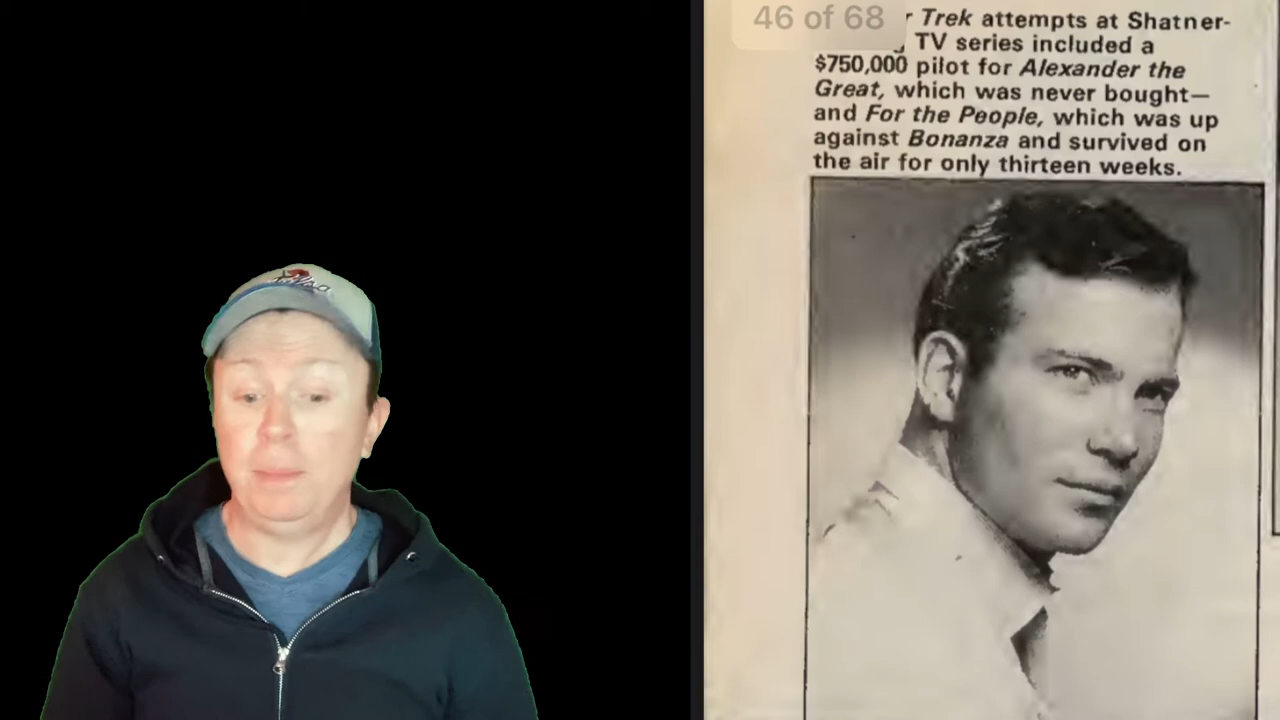 46 of 68
r Trek attempts at Shatner-
TV series included a
$750,000 pilot for Alexander the
Great, which was never bought—
and For the People, which was up
against Bonanza and survived on
the air for only thirteen weeks.
Tulsa